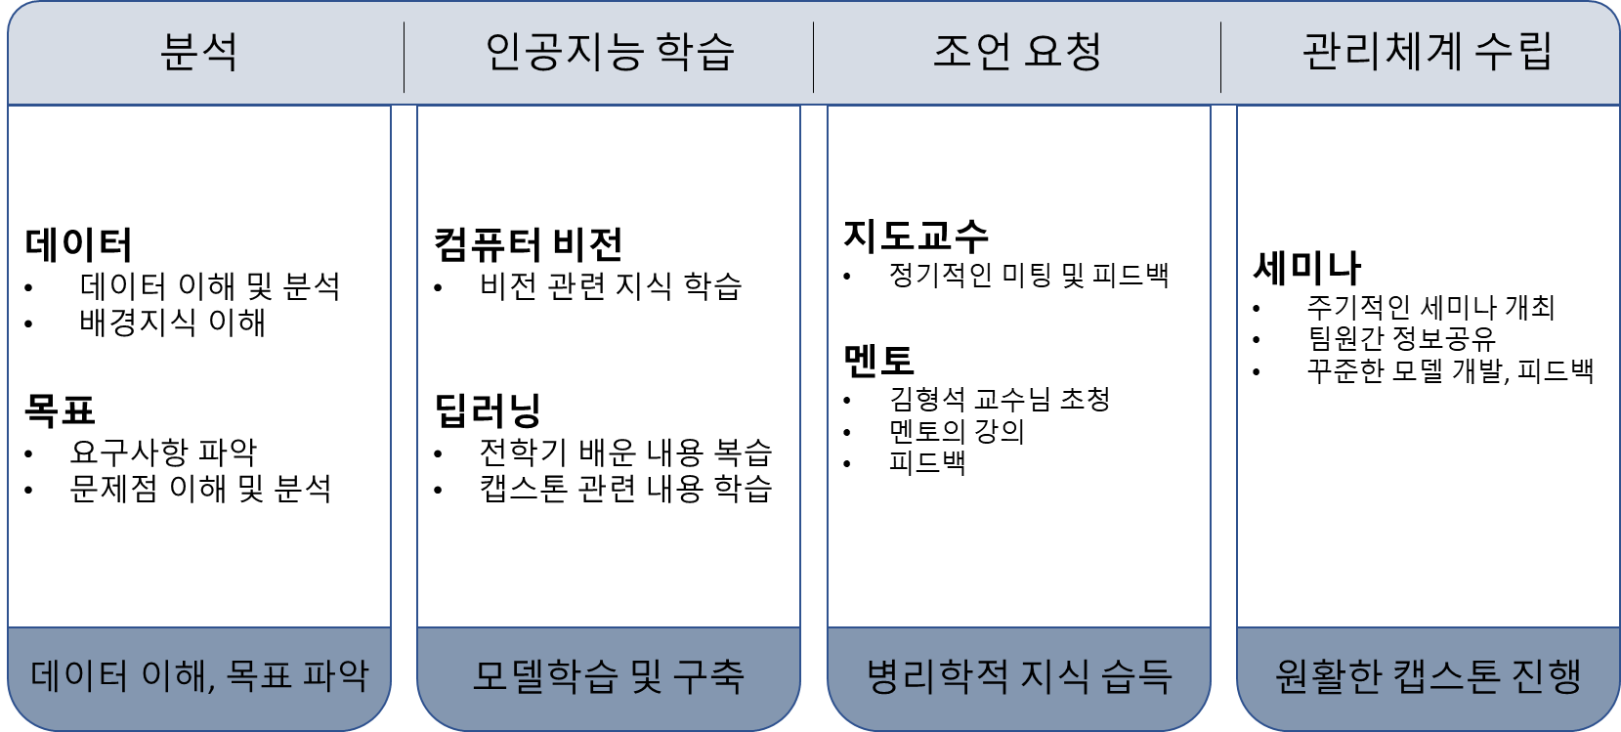 분석
인공지능 학습
조언 요청
관리체계 수립
데이터
• 데이터 이해 및 분석
• 배경지식 이해
목표
• 요구사항 파악
• 문제점 이해 및 분석
컴퓨터 비전
• 비전 관련 지식 학습
딥러닝
• 전학기 배운 내용 복습
• 캡스톤 관련 내용 학습
지도교수
• 정기적인 미팅 및 피드백
멘토
• 김형석 교수님 초청
• 멘토의 강의
• 피드백
세미나
• 주기적인 세미나 개최
• 팀원간 정보공유
• 꾸준한 모델 개발, 피드백
데이터 이해, 목표 파악
모델학습 및 구축
병리학적 지식 습득
원활한 캡스톤 진행